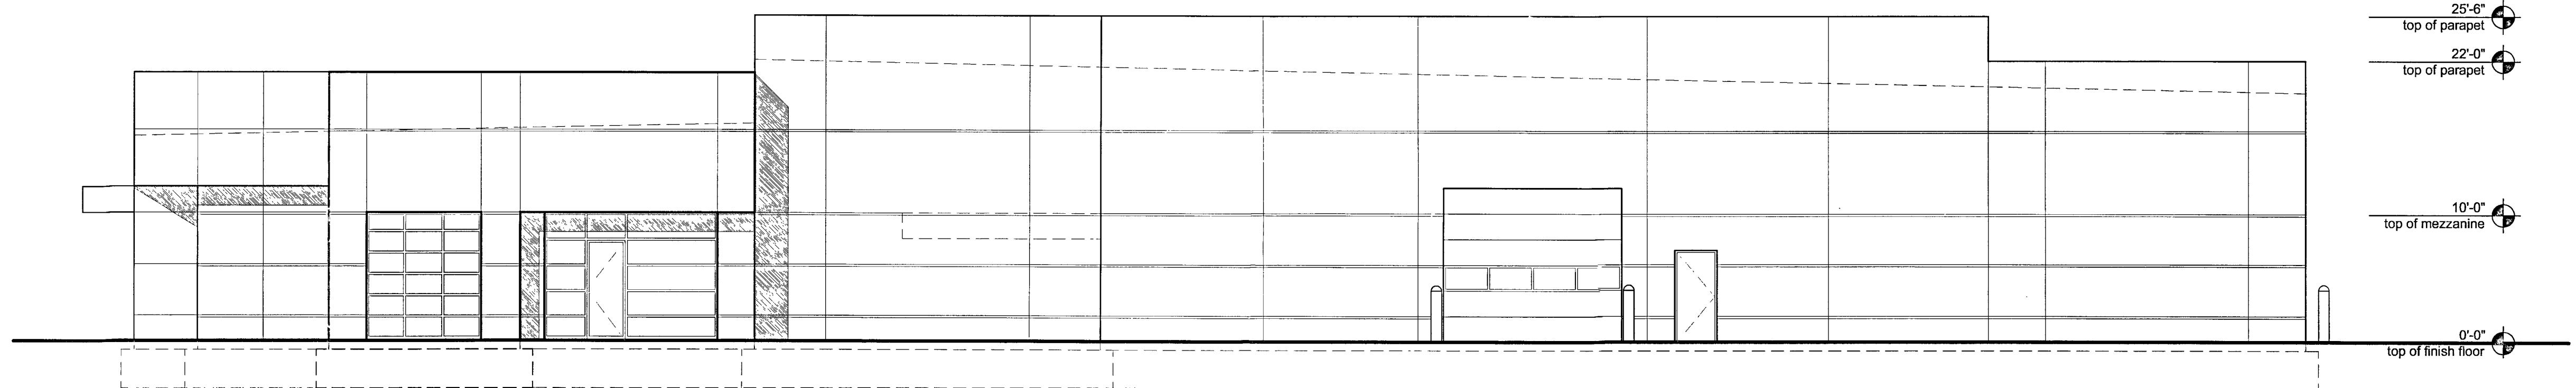 25'-6"
top of parapet
22'-0"
top of parapet
10'-0"
top of mezzanine
0'-0"
top of finish floor